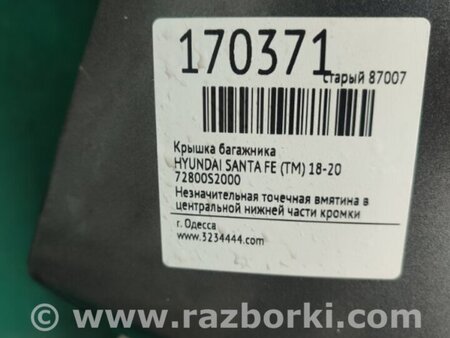 170371
старый 87007
Крышка багажника
HYUNDAI SANTA FE (TM) 18-20
72800S2000
Незначительная точечная вмятина в
центральной нижней части кромки
г. Одесса
www.3234444.com
© www.razborki.com